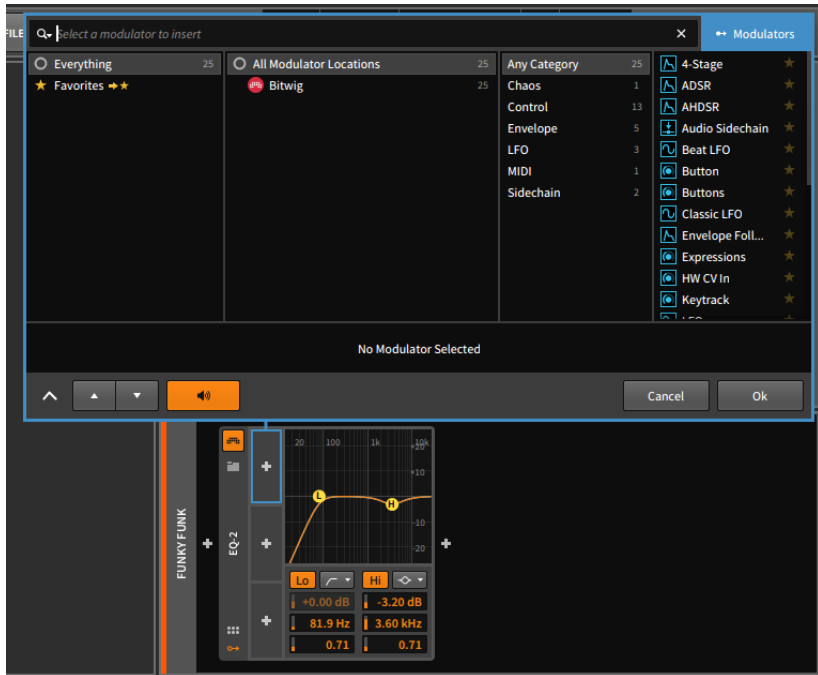 FILE
Select a modulator to insert
Modulators
Everything 25
Favorites
All Modulator Locations 25
Bitwig 25
Any Category 25
Chaos 1
Control 13
Envelope 5
LFO 3
MIDI 1
Sidechain 2
4-Stage
ADSR
AHDSR
Audio Sidechain
Beat LFO
Button
Buttons
Classic LFO
Envelope Foll...
Expressions
HW CV In
Keytrack
No Modulator Selected
Cancel Ok
FUNKY FUNK
EQ-2
20 100 1k 10k
+20
+10
L
H
-10
-20
Lo Hi
+0.00 dB -3.20 dB
81.9 Hz 3.60 kHz
0.71 0.71